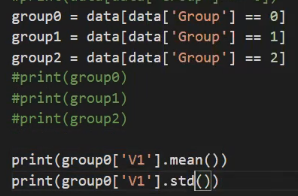 group0 = data[data['Group'] == 0]
group1 = data[data['Group'] == 1]
group2 = data[data['Group'] == 2]
#print(group0)
#print(group1)
#print(group2)
print(group0['V1'].mean())
print(group0['V1'].std())